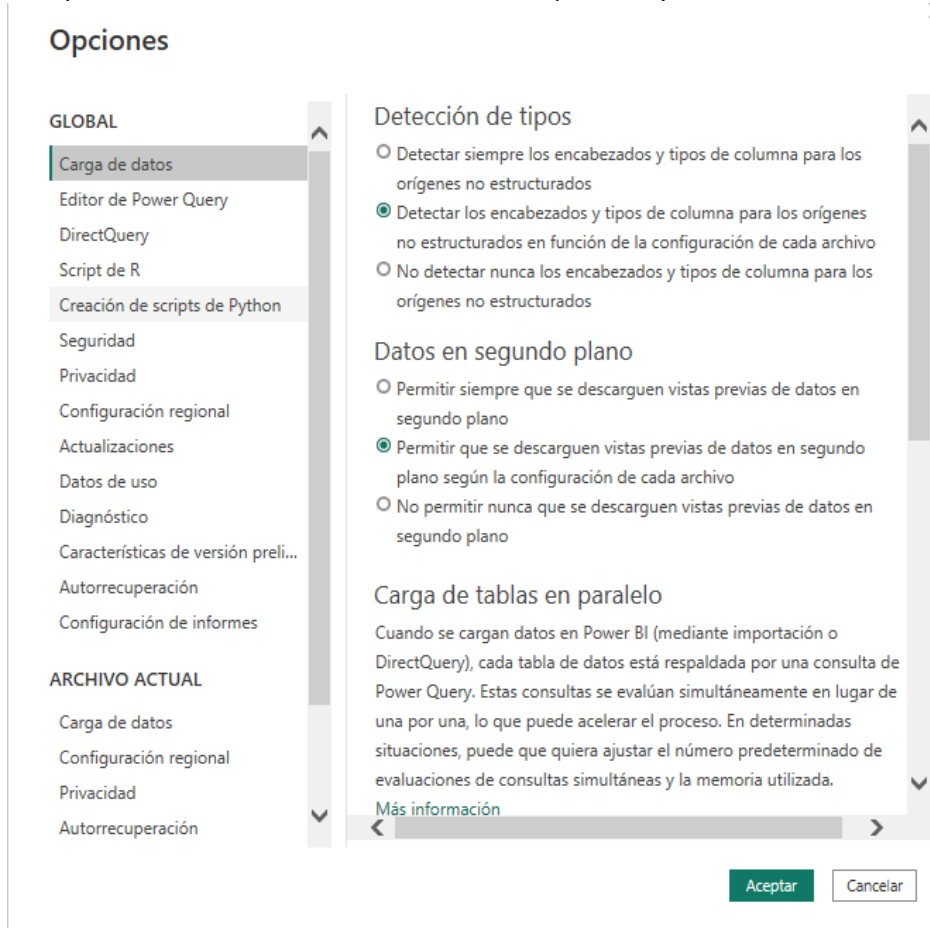 Opciones
GLOBAL
Carga de datos
Editor de Power Query
DirectQuery
Script de R
Creación de scripts de Python
Seguridad
Privacidad
Configuración regional
Actualizaciones
Datos de uso
Diagnóstico
Características de versión preli...
Autorrecuperación
Configuración de informes
ARCHIVO ACTUAL
Carga de datos
Configuración regional
Privacidad
Autorrecuperación
Detección de tipos
Detectar siempre los encabezados y tipos de columna para los
orígenes no estructurados
Detectar los encabezados y tipos de columna para los orígenes
no estructurados en función de la configuración de cada archivo
No detectar nunca los encabezados y tipos de columna para los
orígenes no estructurados
Datos en segundo plano
Permitir siempre que se descarguen vistas previas de datos en
segundo plano
Permitir que se descarguen vistas previas de datos en segundo
plano según la configuración de cada archivo
No permitir nunca que se descarguen vistas previas de datos en
segundo plano
Carga de tablas en paralelo
Cuando se cargan datos en Power BI (mediante importación o
DirectQuery), cada tabla de datos está respaldada por una consulta de
Power Query. Estas consultas se evalúan simultáneamente en lugar de
una por una, lo que puede acelerar el proceso. En determinadas
situaciones, puede que quiera ajustar el número predeterminado de
evaluaciones de consultas simultáneas y la memoria utilizada.
Más información
Aceptar
Cancelar